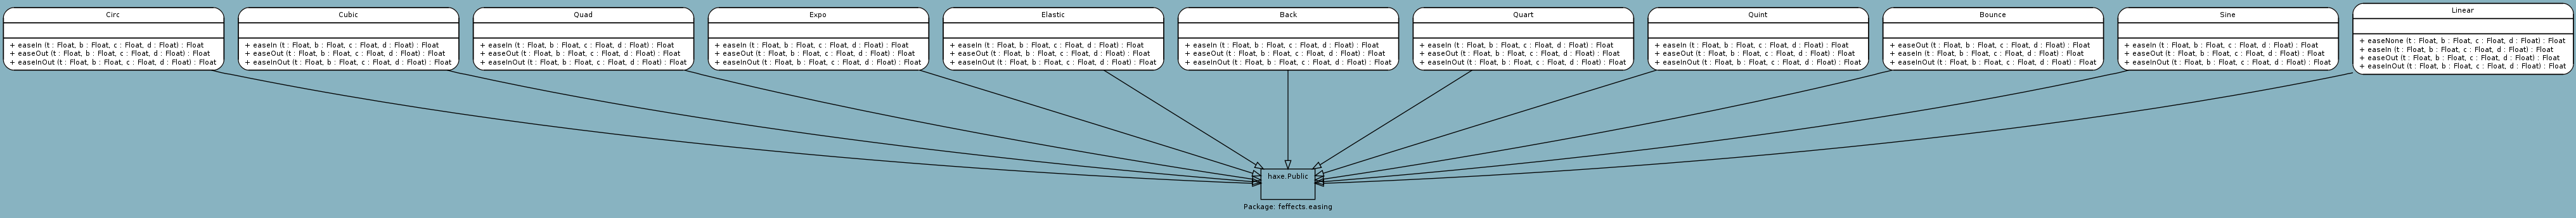 Circ
+ easeIn (t : Float, b : Float, c : Float, d : Float) : Float
+ easeOut (t : Float, b : Float, c : Float, d : Float) : Float
+ easeInOut (t : Float, b : Float, c : Float, d : Float) : Float
Cubic
+ easeIn (t : Float, b : Float, c : Float, d : Float) : Float
+ easeOut (t : Float, b : Float, c : Float, d : Float) : Float
+ easeInOut (t : Float, b : Float, c : Float, d : Float) : Float
Quad
+ easeIn (t : Float, b : Float, c : Float, d : Float) : Float
+ easeOut (t : Float, b : Float, c : Float, d : Float) : Float
+ easeInOut (t : Float, b : Float, c : Float, d : Float) : Float
Expo
+ easeIn (t : Float, b : Float, c : Float, d : Float) : Float
+ easeOut (t : Float, b : Float, c : Float, d : Float) : Float
+ easeInOut (t : Float, b : Float, c : Float, d : Float) : Float
Elastic
+ easeIn (t : Float, b : Float, c : Float, d : Float) : Float
+ easeOut (t : Float, b : Float, c : Float, d : Float) : Float
+ easeInOut (t : Float, b : Float, c : Float, d : Float) : Float
Back
+ easeIn (t : Float, b : Float, c : Float, d : Float) : Float
+ easeOut (t : Float, b : Float, c : Float, d : Float) : Float
+ easeInOut (t : Float, b : Float, c : Float, d : Float) : Float
Quart
+ easeIn (t : Float, b : Float, c : Float, d : Float) : Float
+ easeOut (t : Float, b : Float, c : Float, d : Float) : Float
+ easeInOut (t : Float, b : Float, c : Float, d : Float) : Float
Quint
+ easeIn (t : Float, b : Float, c : Float, d : Float) : Float
+ easeOut (t : Float, b : Float, c : Float, d : Float) : Float
+ easeInOut (t : Float, b : Float, c : Float, d : Float) : Float
Bounce
+ easeOut (t : Float, b : Float, c : Float, d : Float) : Float
+ easeIn (t : Float, b : Float, c : Float, d : Float) : Float
+ easeInOut (t : Float, b : Float, c : Float, d : Float) : Float
Sine
+ easeIn (t : Float, b : Float, c : Float, d : Float) : Float
+ easeOut (t : Float, b : Float, c : Float, d : Float) : Float
+ easeInOut (t : Float, b : Float, c : Float, d : Float) : Float
Linear
+ easeNone (t : Float, b : Float, c : Float, d : Float) : Float
+ easeIn (t : Float, b : Float, c : Float, d : Float) : Float
+ easeOut (t : Float, b : Float, c : Float, d : Float) : Float
+ easeInOut (t : Float, b : Float, c : Float, d : Float) : Float
haxe.Public
Package: feffects.easing